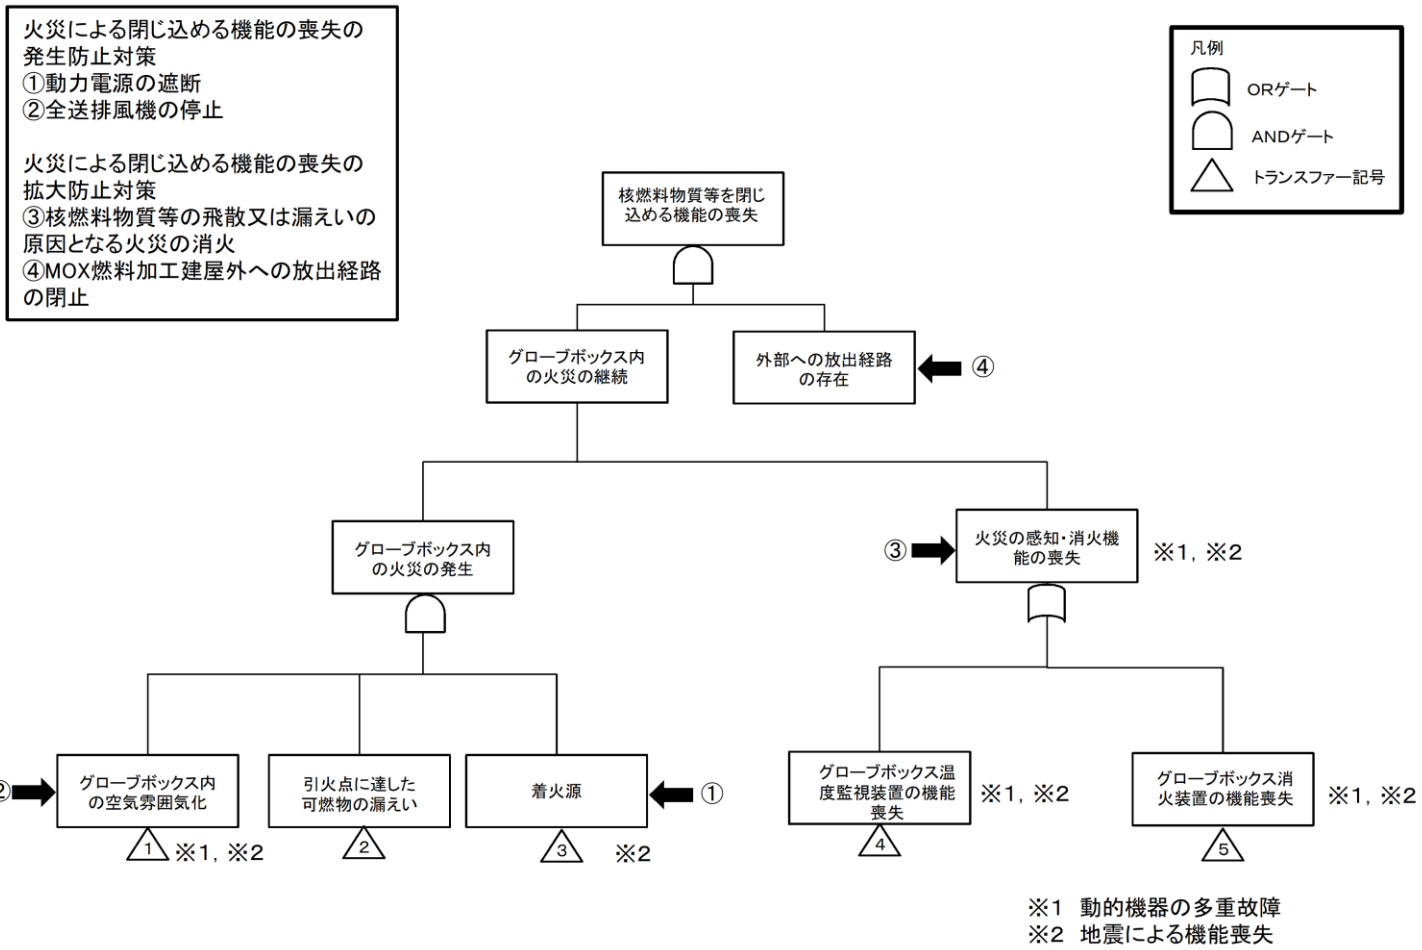 火災による閉じ込める機能の喪失の
発生防止対策
①動力電源の遮断
②全送排風機の停止
火災による閉じ込める機能の喪失の
拡大防止対策
③核燃料物質等の飛散又は漏えいの
原因となる火災の消火
④MOX燃料加工建屋外への放出経路
の閉止
凡例
ORゲート
ANDゲート
トランスファー記号
核燃料物質等を閉じ
込める機能の喪失
グローブボックス内
の火災の継続
外部への放出経路
の存在
④
グローブボックス内
の火災の発生
③
火災の感知・消火機
能の喪失
※1, ※2
②
グローブボックス内
の空気雰囲気化
1
※1, ※2
引火点に達した
可燃物の漏えい
2
着火源
①
3
※2
グローブボックス温
度監視装置の機能
喪失
※1, ※2
4
グローブボックス消
火装置の機能喪失
※1, ※2
5
※1 動的機器の多重故障
※2 地震による機能喪失